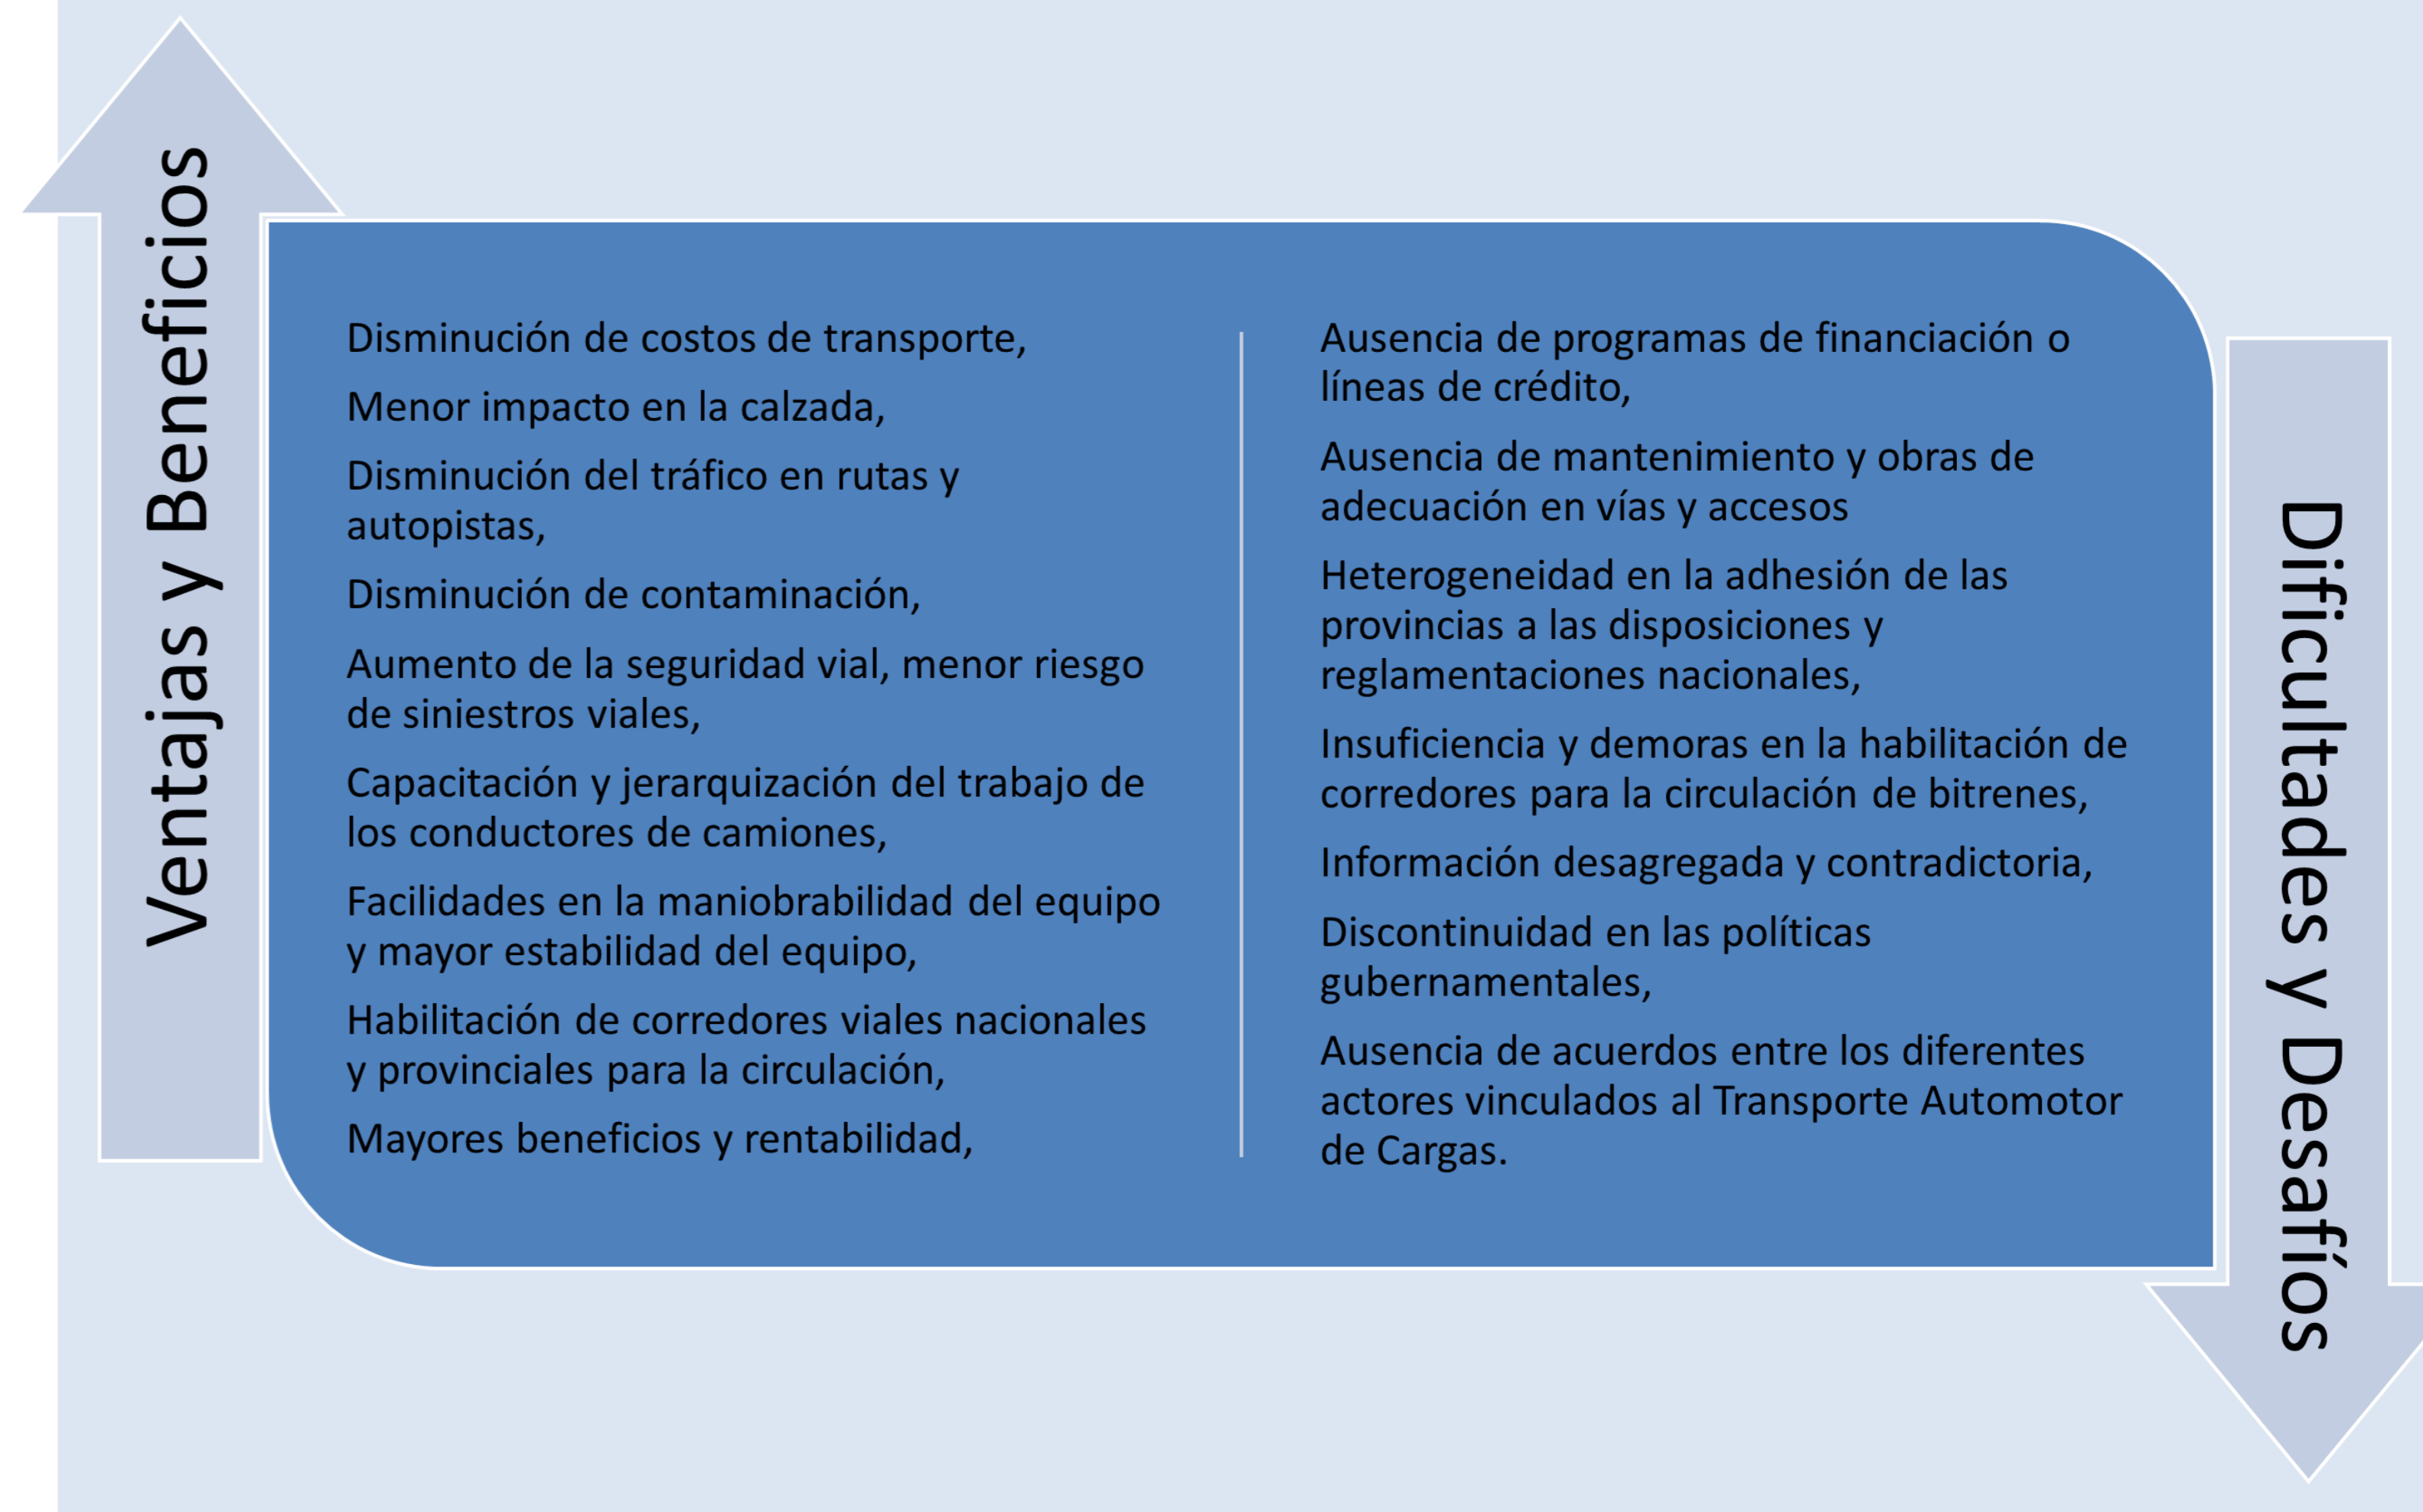 Ventajas y Beneficios
Disminución de costos de transporte,
Menor impacto en la calzada,
Disminución del tráfico en rutas y
autopistas,
Disminución de contaminación,
Aumento de la seguridad vial, menor riesgo
de siniestros viales,
Capacitación y jerarquización del trabajo de
los conductores de camiones,
Facilidades en la maniobrabilidad del equipo
y mayor estabilidad del equipo,
Habilitación de corredores viales nacionales
y provinciales para la circulación,
Mayores beneficios y rentabilidad,
Ausencia de programas de financiación o
líneas de crédito,
Ausencia de mantenimiento y obras de
adecuación en vías y accesos
Heterogeneidad en la adhesión de las
provincias a las disposiciones y
reglamentaciones nacionales,
Insuficiencia y demoras en la habilitación de
corredores para la circulación de bitrenes,
Información desagregada y contradictoria,
Discontinuidad en las políticas
gubernamentales,
Ausencia de acuerdos entre los diferentes
actores vinculados al Transporte Automotor
de Cargas.
Dificultades y Desafíos